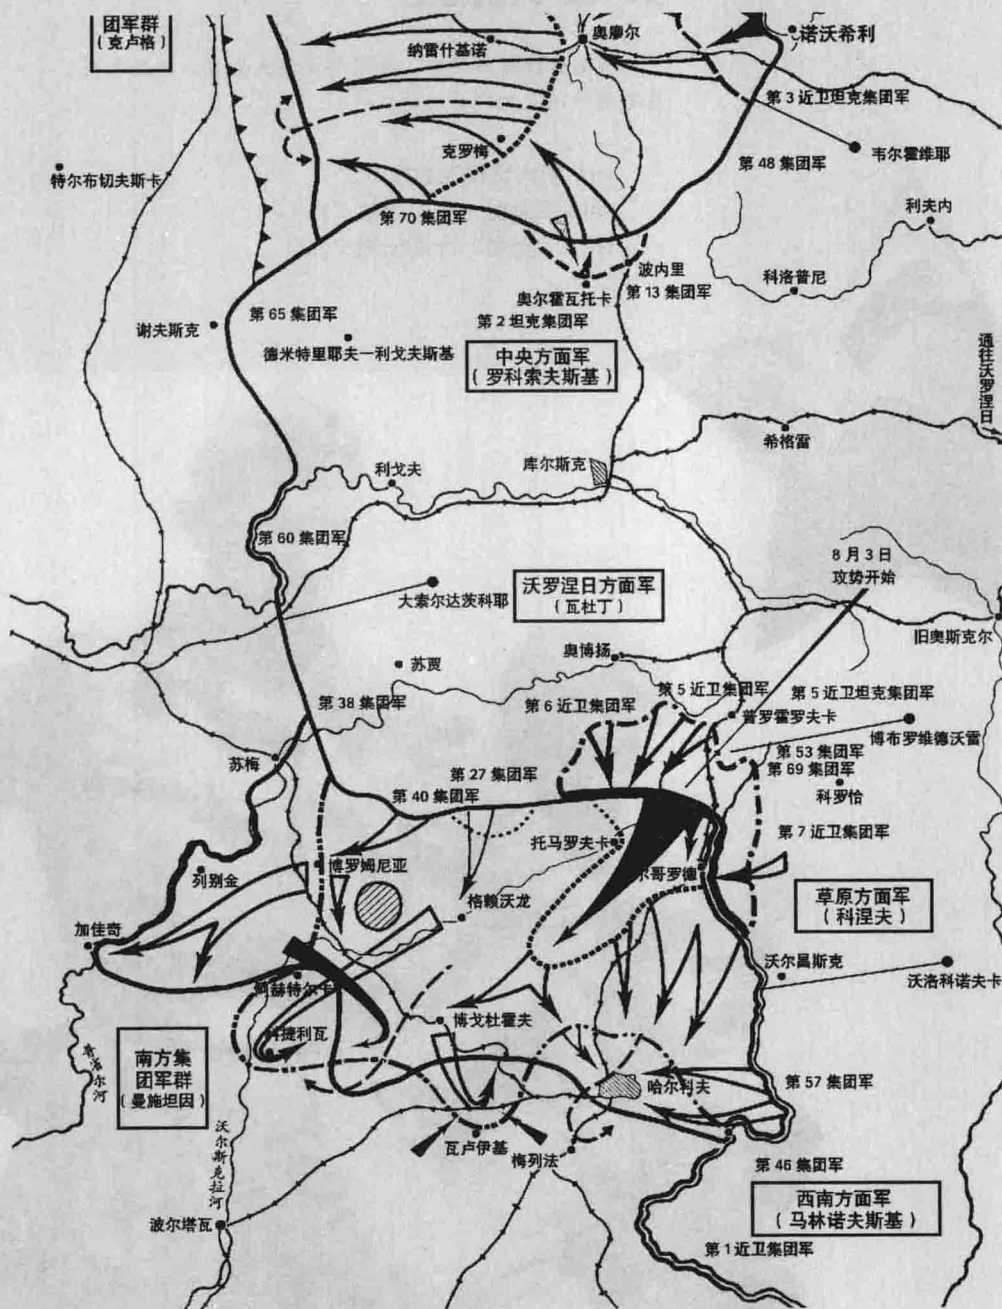 团军群
（克卢格）
纳雷什基诺
奥廖尔
诺沃希利
第3近卫坦克集团军
克罗梅
第48集团军
韦尔霍维耶
特尔布切夫斯卡
第70集团军
利夫内
波内里
科洛普尼
奥尔霍瓦托卡
第13集团军
第65集团军
第2坦克集团军
谢夫斯克
德米特里耶夫一利戈夫斯基
中央方面军
（罗科索夫斯基）
通往沃罗涅日
希格雷
利戈夫
库尔斯克
第60集团军
8月3日
攻势开始
沃罗涅日方面军
（瓦杜丁）
大索尔达茨科耶
旧奥斯克尔
苏贾
奥博扬
第38集团军
第6近卫集团军
第5近卫集团军
第5近卫坦克集团军
普罗霍罗夫卡
博布罗维德沃雷
苏梅
第53集团军
第27集团军
第69集团军
第40集团军
科罗恰
第7近卫集团军
托马罗夫卡
博罗姆尼亚
尔哥罗德
列别金
草原方面军
（科涅夫）
格赖沃龙
加佳奇
沃尔昌斯克
沃洛科诺夫卡
阿赫特尔卡
博戈杜霍夫
科捷利瓦
南方集
团军群
（曼施坦因）
尔河
第57集团军
哈尔科夫
瓦卢伊基
梅列法
沃尔斯克拉河
第46集团军
西南方面军
（马林诺夫斯基）
波尔塔瓦
第1近卫集团军